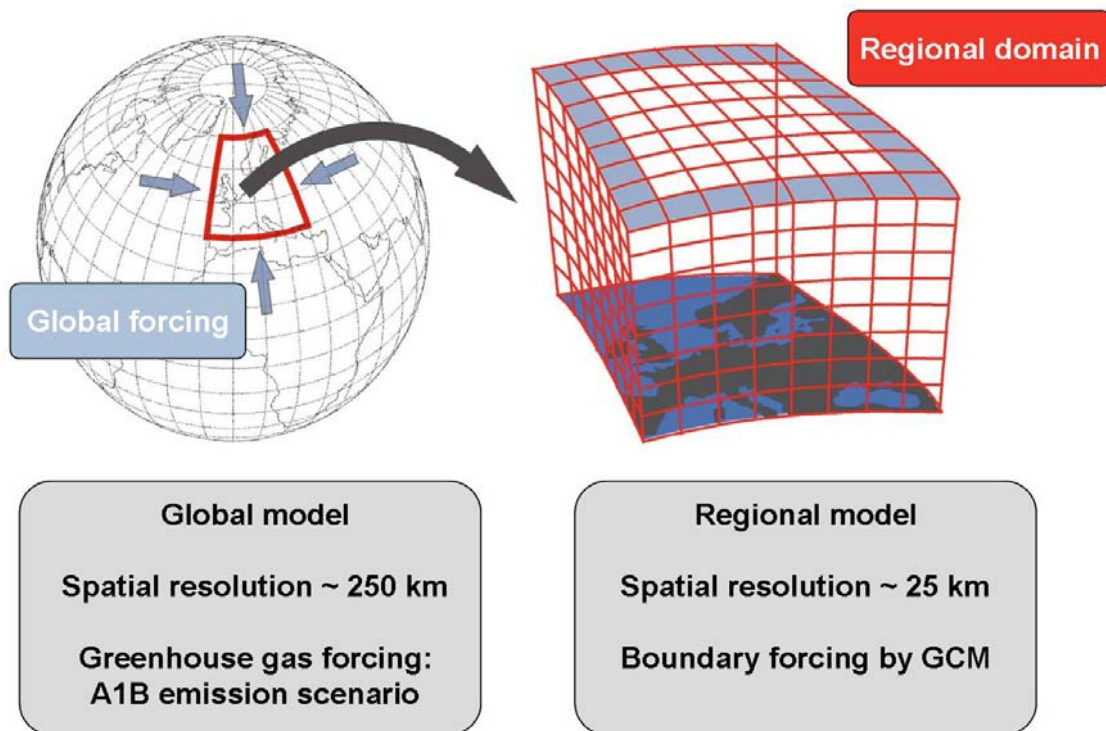 Regional domain
Global forcing
Global model
Spatial resolution ~ 250 km
Greenhouse gas forcing:
A1B emission scenario
Regional model
Spatial resolution ~ 25 km
Boundary forcing by GCM